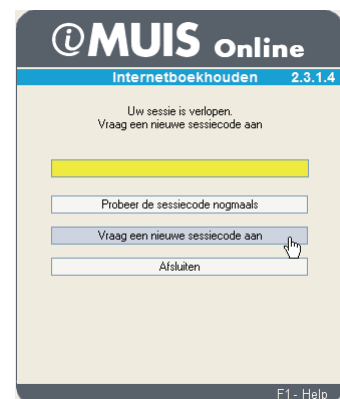 iMUIS Online
Internetboekhouden 2.3.1.4
Uw sessie is verlopen.
Vraag een nieuwe sessiecode aan
Probeer de sessiecode nogmaals
Vraag een nieuwe sessiecode aan
Afsluiten
F1- Help